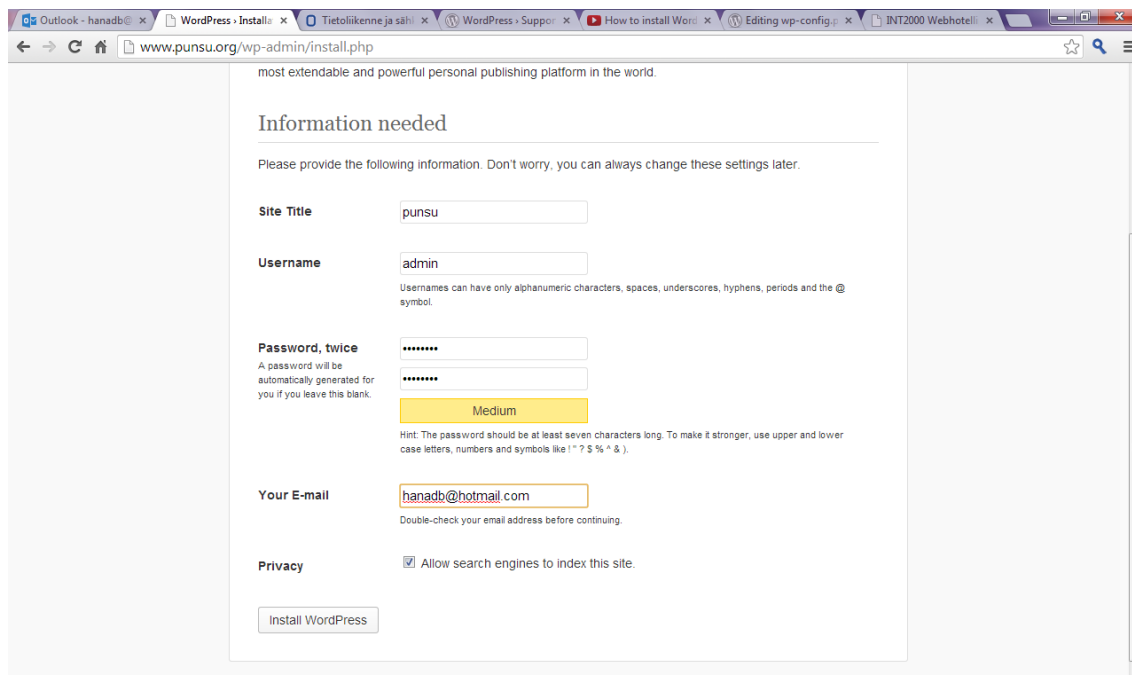 Outlook - hanadb@
WordPress › Installa
Tietoliikenne ja sähl
WordPress › Suppor
How to install Word
Editing wp-config.p
INT2000 Webhotelli
www.punsu.org/wp-admin/install.php
most extendable and powerful personal publishing platform in the world.
Information needed
Please provide the following information. Don't worry, you can always change these settings later.
Site Title
punsu
Username
admin
Usernames can have only alphanumeric characters, spaces, underscores, hyphens, periods and the @
symbol.
Password, twice
A password will be
automatically generated for
you if you leave this blank.
••••••••
••••••••
Medium
Hint: The password should be at least seven characters long. To make it stronger, use upper and lower
case letters, numbers and symbols like ! " ? $ % ^ & ).
Your E-mail
hanadb@hotmail.com
Double-check your email address before continuing.
Privacy
Allow search engines to index this site.
Install WordPress